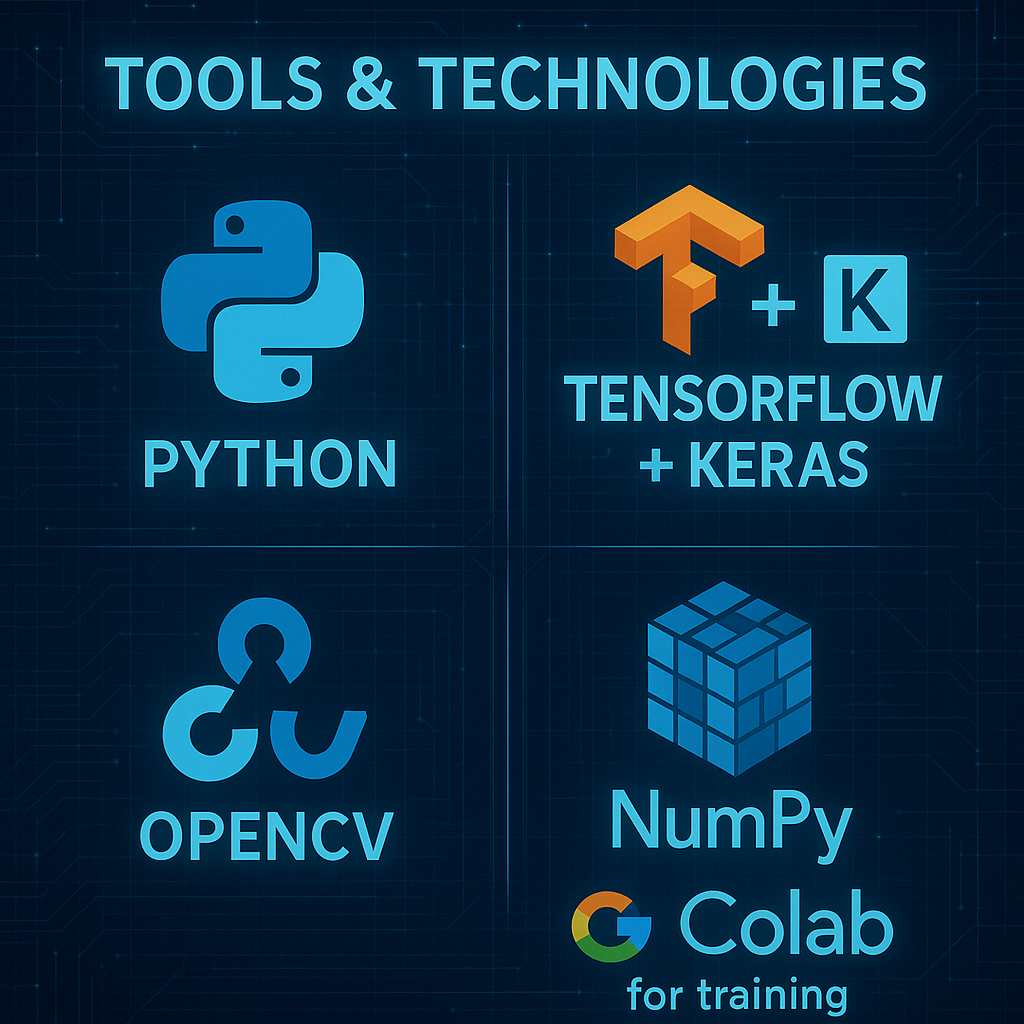 TOOLS & TECHNOLOGIES
PYTHON
+ K
TENSORFLOW
+ KERAS
OPENCV
NumPy
G Colab
for training